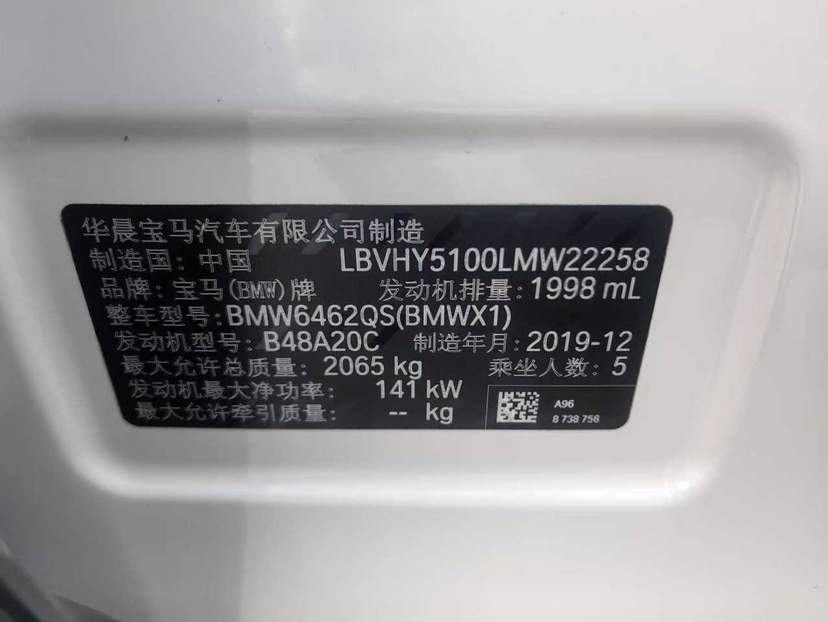 华晨宝马汽车有限公司制造
制造国: 中国 LBVHY5100LMW22258
品牌: 宝马(BMW)牌 发动机排量: 1998 mL
整车型号: BMW6462QS(BMWX1)
发动机型号: B48A20C 制造年月: 2019-12
最大允许总质量: 2065 kg 乘坐人数: 5
发动机最大净功率: 141 kW
最大允许牵引质量: -- kg
A96
8 738 756